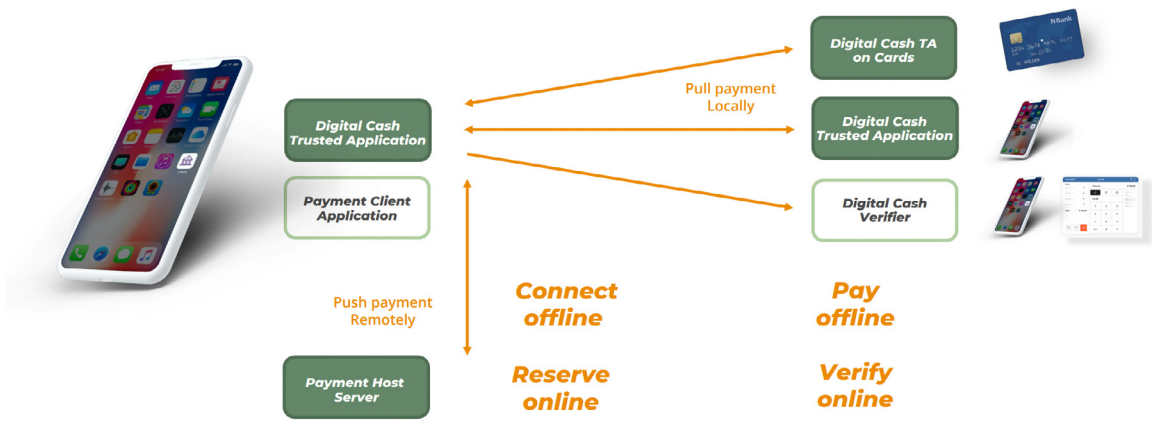 Digital Cash TA
on Cards
NBank
Pull payment
Locally
Digital Cash
Trusted Application
Digital Cash
Trusted Application
Payment Client
Application
Digital Cash
Verifier
Push payment
Remotely
Connect
offline
Pay
offline
Reserve
online
Verify
online
Payment Host
Server